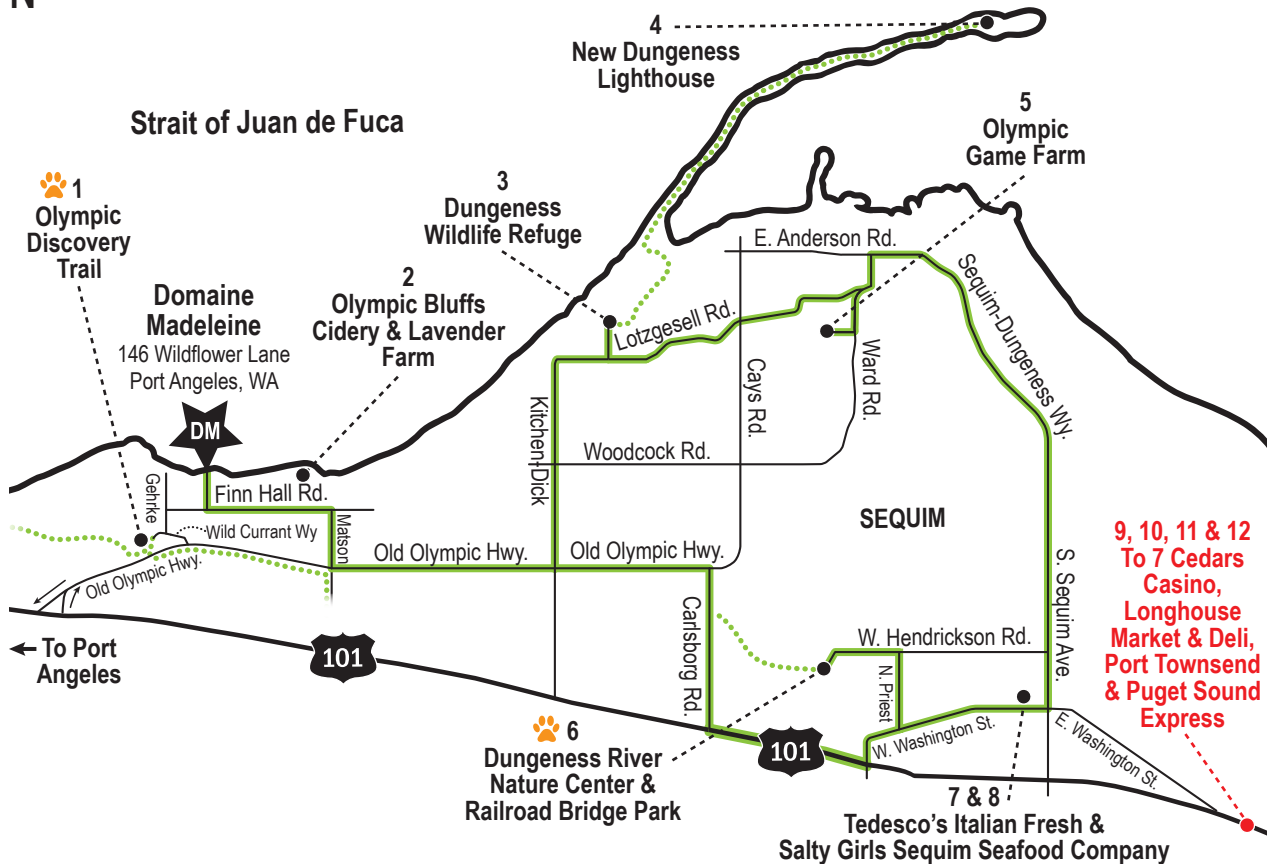 N
4
New Dungeness
Lighthouse
Strait of Juan de Fuca
5
Olympic
Game Farm
1
Olympic
Discovery
Trail
3
Dungeness
Wildlife Refuge
E. Anderson Rd.
2
Olympic Bluffs
Cidery & Lavender
Farm
Domaine
Madeleine
146 Wildflower Lane
Port Angeles, WA
DM
Lotzgesell Rd.
Sequim-Dungeness Wy.
Cays Rd.
Ward Rd.
Kitchen-Dick
Woodcock Rd.
Gehrke
Finn Hall Rd.
Wild Currant Wy
Matson
SEQUIM
Old Olympic Hwy.
Old Olympic Hwy.
Old Olympic Hwy.
S. Sequim Ave.
9, 10, 11 & 12
To 7 Cedars
Casino,
Longhouse
Market & Deli,
Port Townsend
& Puget Sound
Express
To Port
Angeles
101
Carlsborg Rd.
W. Hendrickson Rd.
N. Priest
6
Dungeness River
Nature Center &
Railroad Bridge Park
101
W. Washington St.
E. Washington St.
7 & 8
Tedesco's Italian Fresh &
Salty Girls Sequim Seafood Company